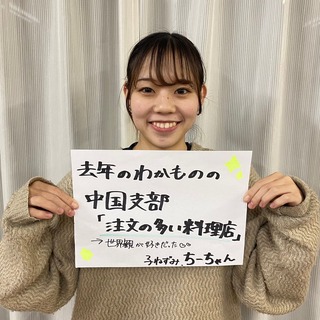 去年のわかものの
中国支部
「注文の多い料理店」
→世界観が好きだった♡♡
子ねずみ、ちーちゃん